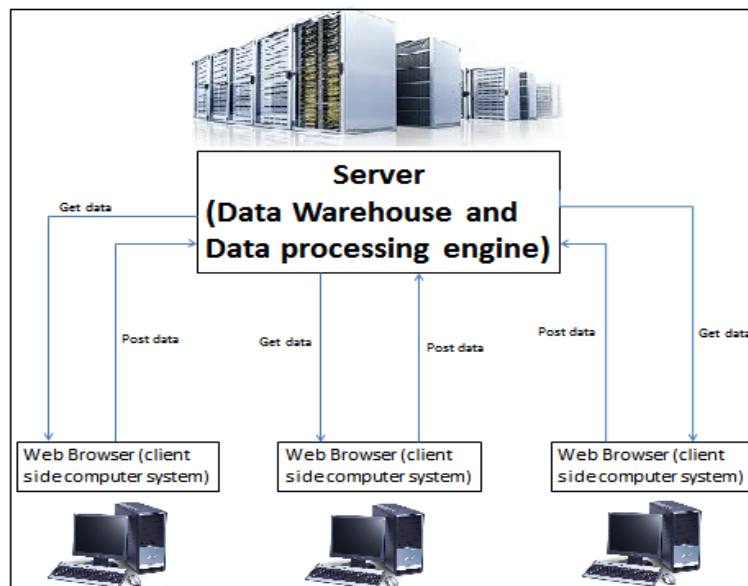 Server
(Data Warehouse and
Data processing engine)
Get data
Post data
Get data
Post data
Post data
Get data
Web Browser (client
side computer system)
Web Browser (client
side computer system)
Web Browser (client
side computer system)